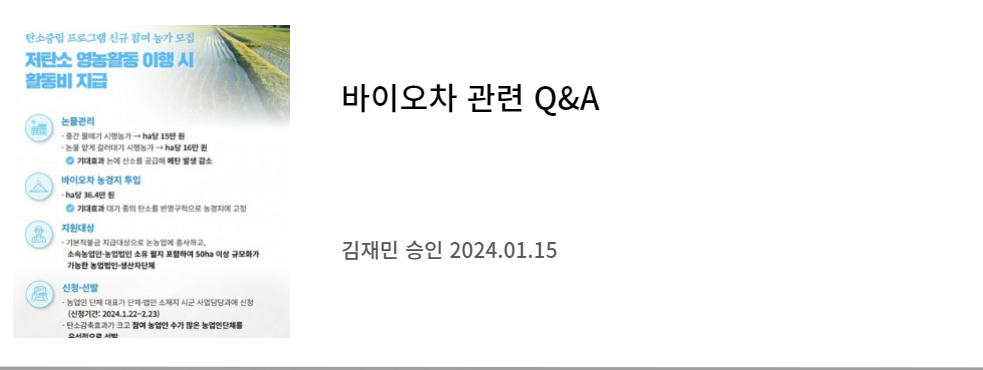 탄소중립 프로그램 신규 참여 농가 모집
저탄소 영농활동 이행 시
활동비 지급
논물관리
- 중간 물떼기 시행농가 → ha당 15만 원
- 논물 얕게 걸러대기 시행농가 → ha당 16만 원
기대효과 논에 산소를 공급해 메탄 발생 감소
바이오차 농경지 투입
- ha당 36.4만 원
기대효과 대기 중의 탄소를 반영구적으로 농경지에 고정
지원대상
- 기본직불금 지급대상으로 논농업에 종사하고,
소속농업인·농업법인 소유 필지 포함하여 50ha 이상 규모화가
가능한 농업법인·생산자단체
신청·선발
- 농업인 단체 대표가 단체·법인 소재지 시군 사업담당과에 신청
(신청기간: 2024.1.22~2.23)
- 탄소감축효과가 크고 참여 농업인 수가 많은 농업인단체를
우선적으로 선발
바이오차 관련 Q&A
김재민 승인 2024.01.15